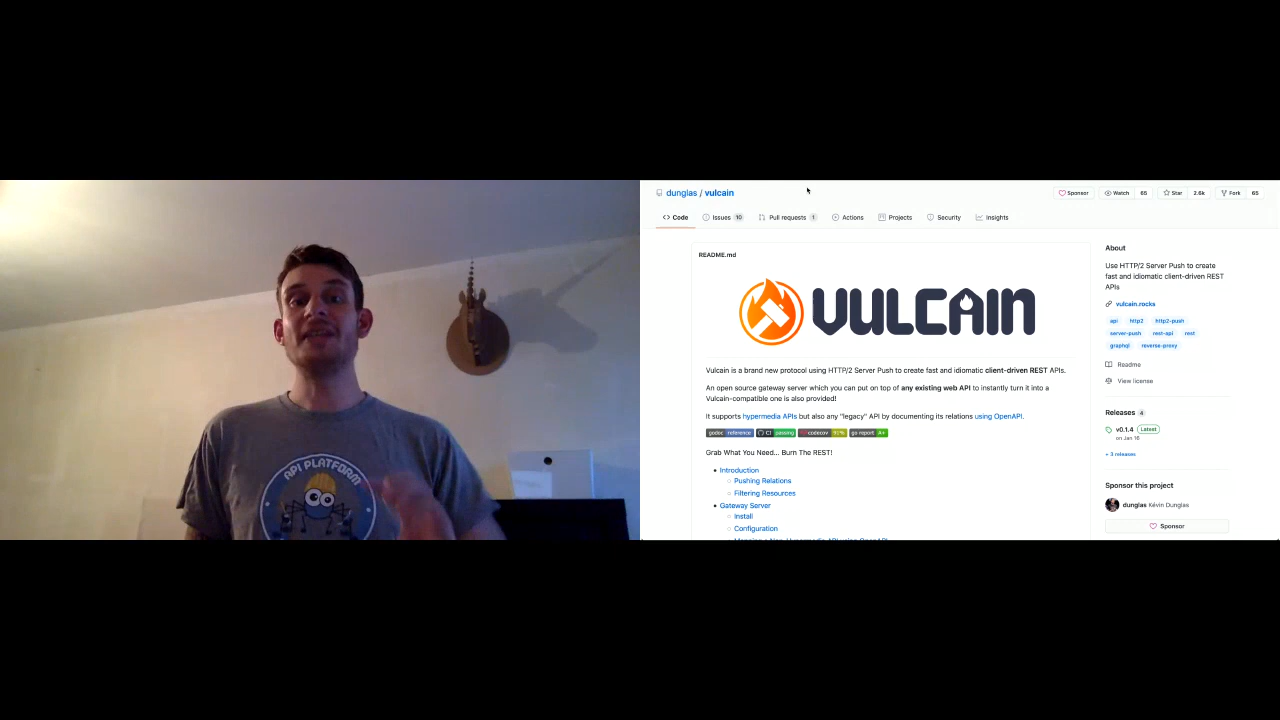 API PLATFORM
dunglas / vulcain
Sponsor
Watch 65
Star 2.6k
Fork 65
Code
Issues 10
Pull requests 1
Actions
Projects
Security
Insights
README.md
VULCAIN
Vulcain is a brand new protocol using HTTP/2 Server Push to create fast and idiomatic client-driven REST APIs.
An open source gateway server which you can put on top of any existing web API to instantly turn it into a
Vulcain-compatible one is also provided!
It supports hypermedia APIs but also any "legacy" API by documenting its relations using OpenAPI.
godoc reference CI passing codecov 91% go report A+
Grab What You Need... Burn The REST!
Introduction
Pushing Relations
Filtering Resources
Gateway Server
Install
Configuration
About
Use HTTP/2 Server Push to create
fast and idiomatic client-driven REST
APIs
vulcain.rocks
api http2 http2-push
server-push rest-api rest
graphql reverse-proxy
Readme
View license
Releases 4
v0.1.4 Latest
on Jan 16
+ 3 releases
Sponsor this project
dunglas Kévin Dunglas
Sponsor